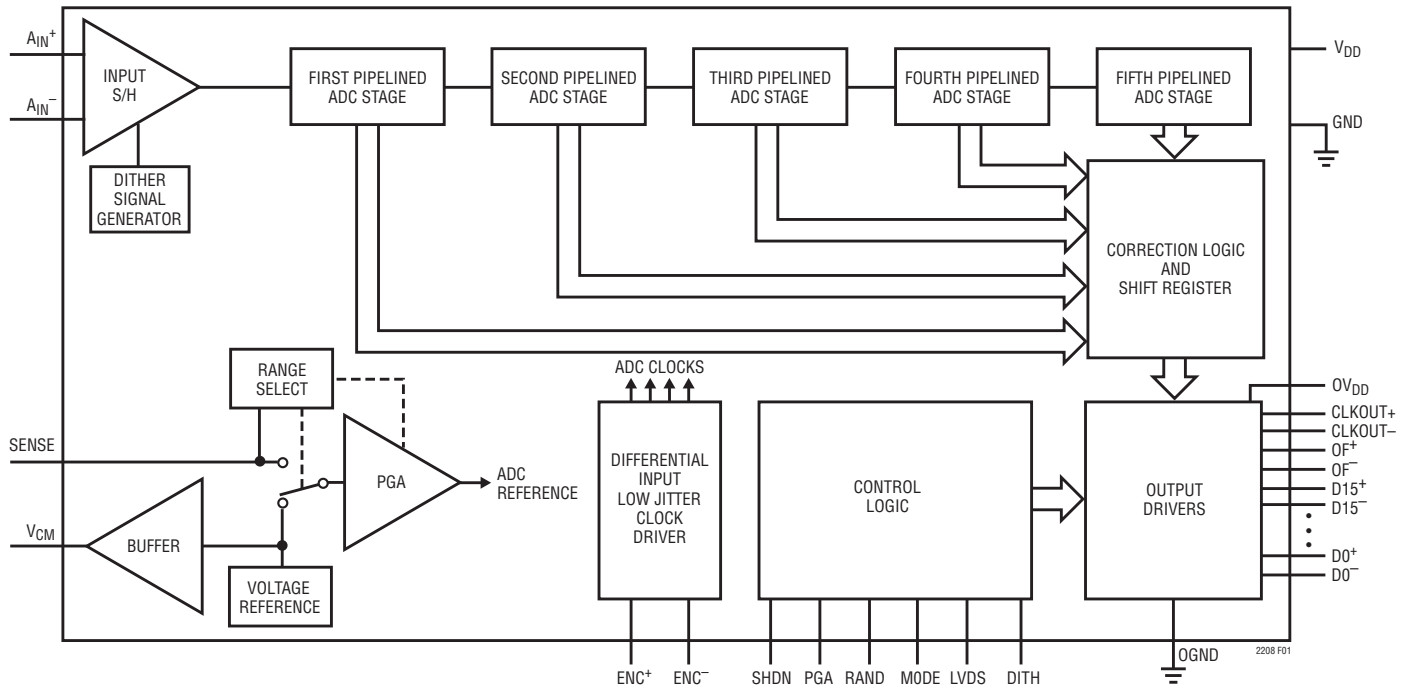 AIN+
AIN−
INPUT
S/H
DITHER
SIGNAL
GENERATOR
FIRST PIPELINED
ADC STAGE
SECOND PIPELINED
ADC STAGE
THIRD PIPELINED
ADC STAGE
FOURTH PIPELINED
ADC STAGE
FIFTH PIPELINED
ADC STAGE
VDD
GND
CORRECTION LOGIC
AND
SHIFT REGISTER
RANGE
SELECT
SENSE
PGA
ADC
REFERENCE
VCM
BUFFER
VOLTAGE
REFERENCE
ADC CLOCKS
DIFFERENTIAL
INPUT
LOW JITTER
CLOCK
DRIVER
CONTROL
LOGIC
OUTPUT
DRIVERS
OVDD
CLKOUT+
CLKOUT−
OF+
OF−
D15+
D15−
D0+
D0−
OGND
2208 F01
ENC+ ENC− SHDN PGA RAND MODE LVDS DITH